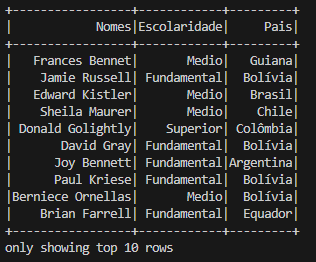 +-----------------+------------+---------+
|            Nomes|Escolaridade|     Pais|
+-----------------+------------+---------+
|   Frances Bennet|       Medio|   Guiana|
|    Jamie Russell| Fundamental|  Bolívia|
|   Edward Kistler|       Medio|   Brasil|
|    Sheila Maurer|       Medio|    Chile|
| Donald Golightly|    Superior| Colômbia|
|       David Gray| Fundamental|  Bolívia|
|      Joy Bennett| Fundamental|Argentina|
|      Paul Kriese| Fundamental|  Bolívia|
|Berniece Ornellas|       Medio|  Bolívia|
|    Brian Farrell| Fundamental|  Equador|
+-----------------+------------+---------+
only showing top 10 rows